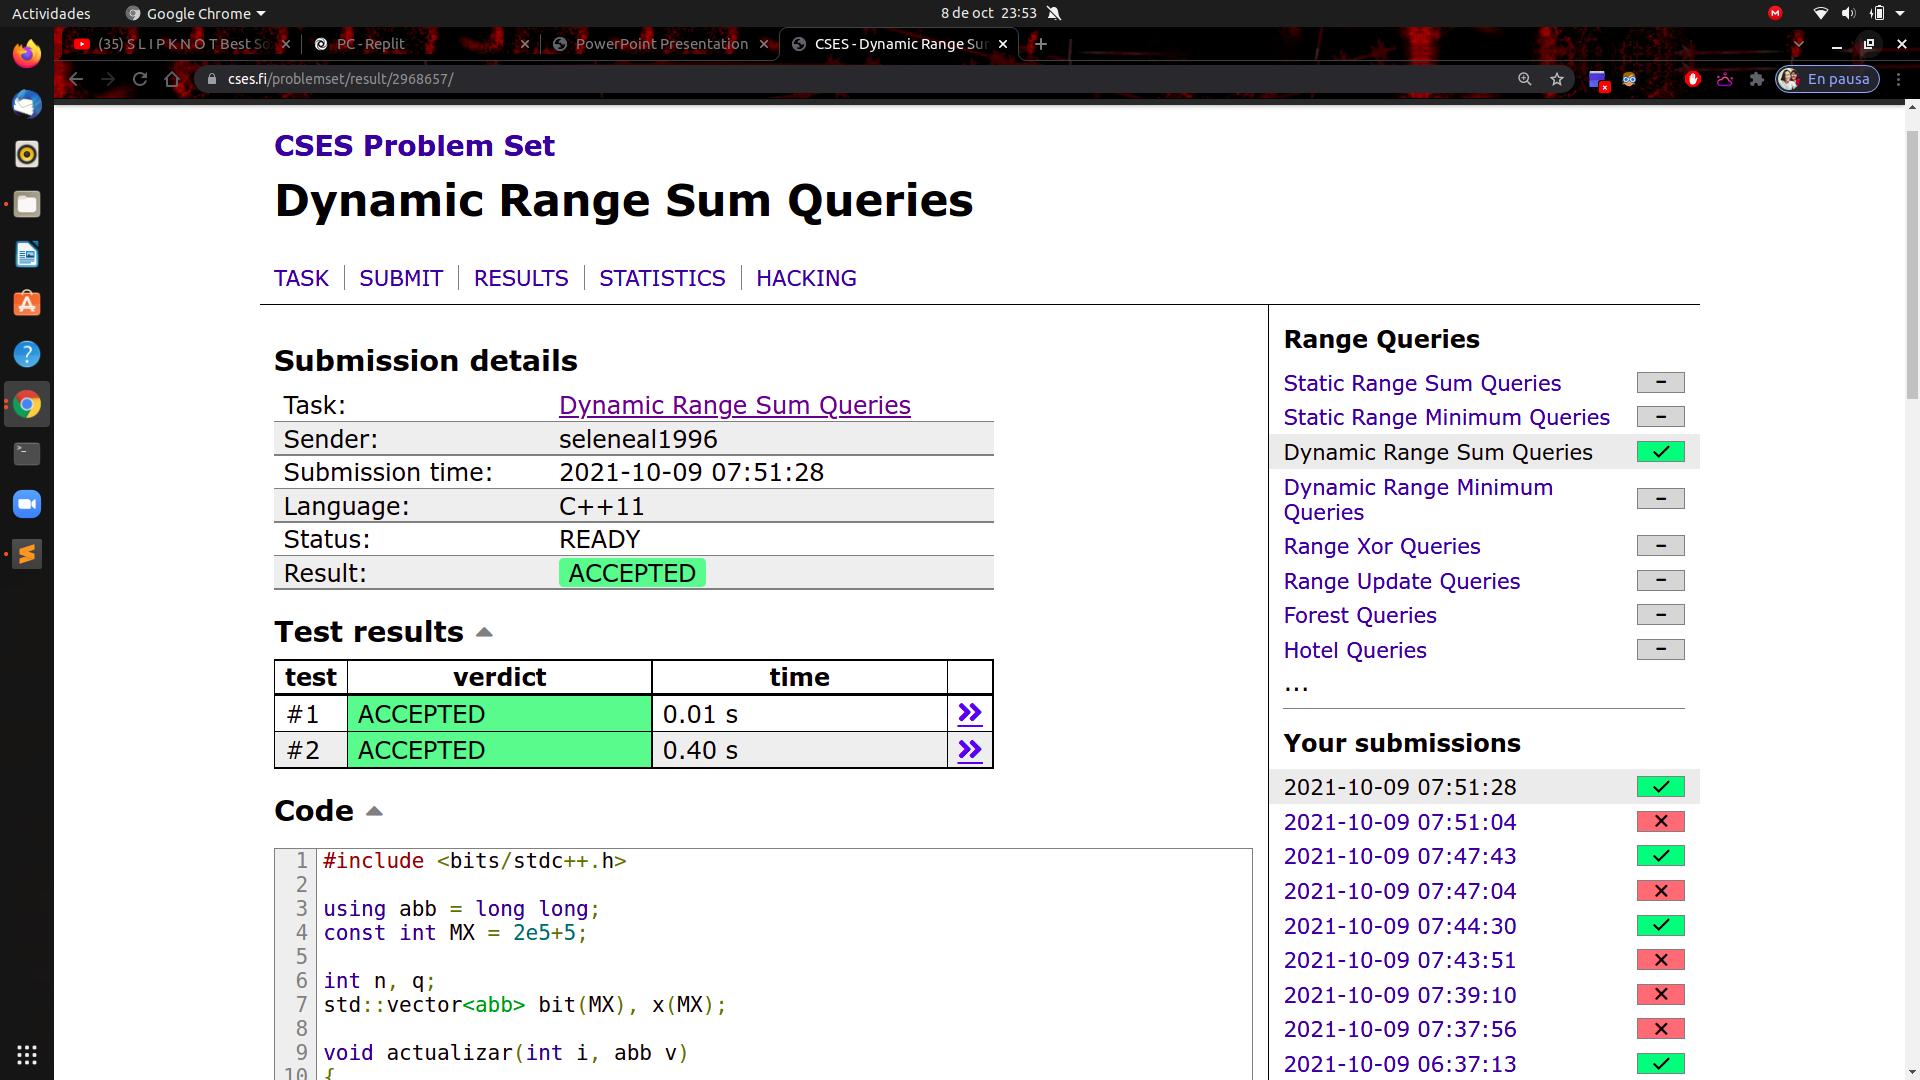 Actividades
Google Chrome
8 de oct 23:53
(35) S L I P K N O T Best So
PC - Replit
PowerPoint Presentation
CSES - Dynamic Range Sur
cses.fi/problemset/result/2968657/
En pausa
CSES Problem Set
Dynamic Range Sum Queries
TASK
SUBMIT
RESULTS
STATISTICS
HACKING
Submission details
Task: Dynamic Range Sum Queries
Sender: seleneal1996
Submission time: 2021-10-09 07:51:28
Language: C++11
Status: READY
Result: ACCEPTED
Test results
test verdict time
#1 ACCEPTED 0.01 s >>
#2 ACCEPTED 0.40 s >>
Code
1 #include <bits/stdc++.h>
2
3 using abb = long long;
4 const int MX = 2e5+5;
5
6 int n, q;
7 std::vector<abb> bit(MX), x(MX);
8
9 void actualizar(int i, abb v)
10 {
Range Queries
Static Range Sum Queries –
Static Range Minimum Queries –
Dynamic Range Sum Queries
Dynamic Range Minimum
Queries –
Range Xor Queries –
Range Update Queries –
Forest Queries –
Hotel Queries –
...
Your submissions
2021-10-09 07:51:28
2021-10-09 07:51:04
2021-10-09 07:47:43
2021-10-09 07:47:04
2021-10-09 07:44:30
2021-10-09 07:43:51
2021-10-09 07:39:10
2021-10-09 07:37:56
2021-10-09 06:37:13